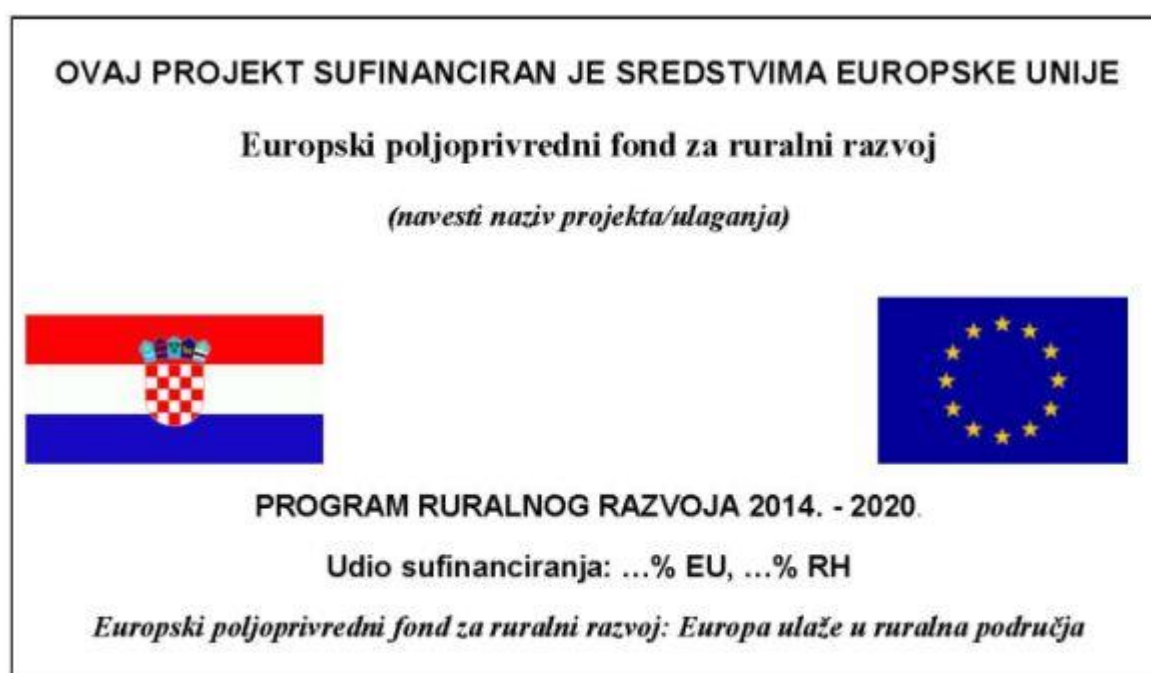 OVAJ PROJEKT SUFINANCIRAN JE SREDSTVIMA EUROPSKE UNIJE
Europski poljoprivredni fond za ruralni razvoj
(navesti naziv projekta/ulaganja)
PROGRAM RURALNOG RAZVOJA 2014. - 2020.
Udio sufinanciranja: ...% EU, ...% RH
Europski poljoprivredni fond za ruralni razvoj: Europa ulaže u ruralna područja